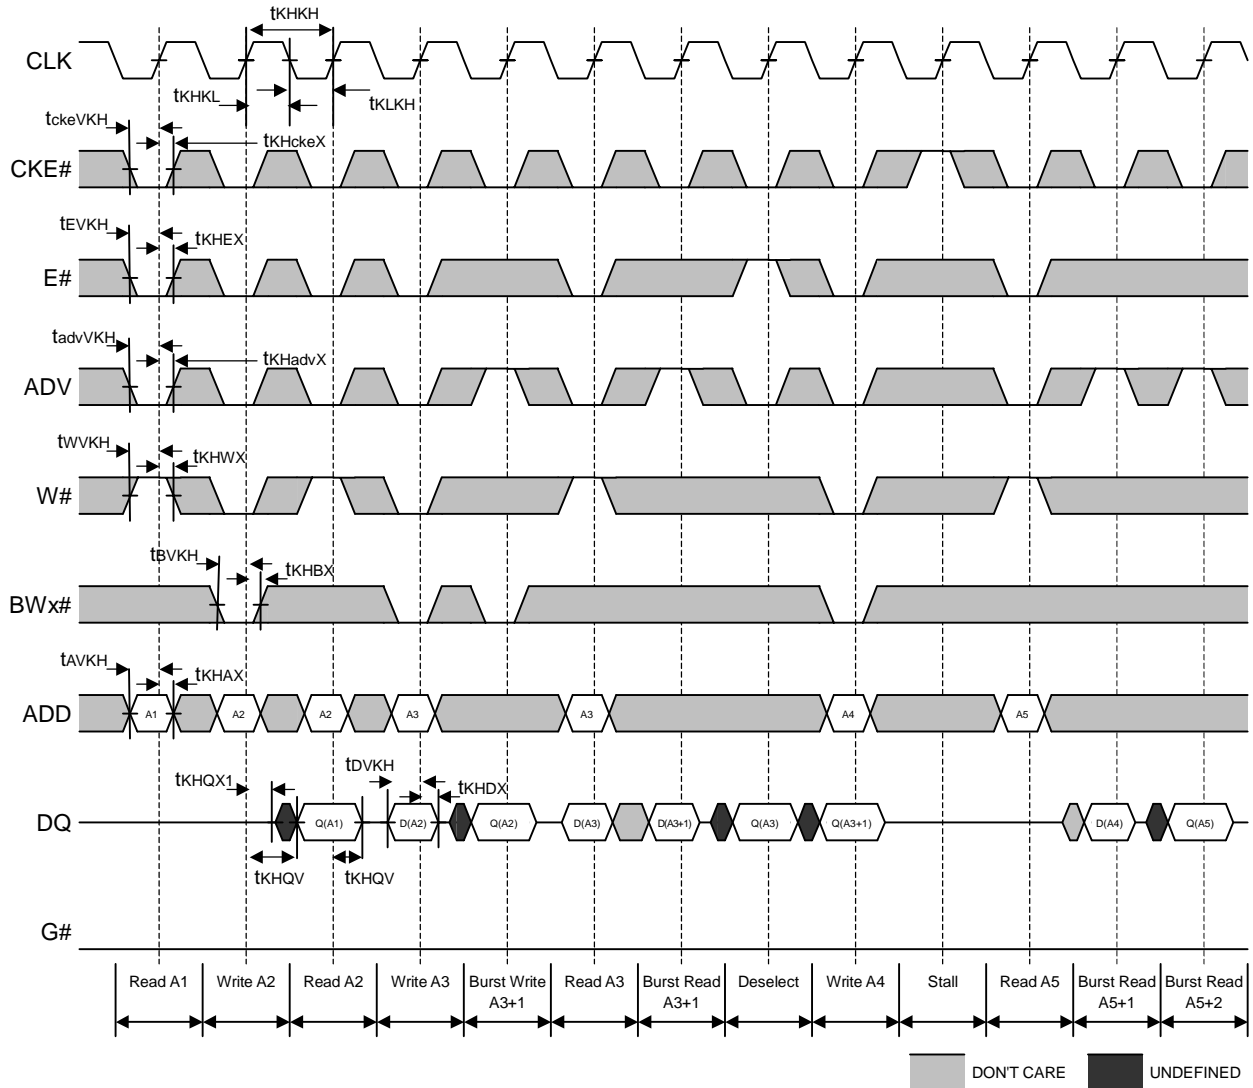 tKHKH
CLK
tKHKL
tKLKH
tckeVKH
tKHckeX
CKE#
tEVKH
tKHEX
E#
tadvVKH
tKHadvX
ADV
tWVKH
tKHWX
W#
tBVKH
tKHBX
BWx#
tAVKH
tKHAX
ADD
A1
A2
A2
A3
A3
A4
A5
tKHQX1
tDVKH
tKHDX
DQ
Q(A1)
D(A2)
Q(A2)
D(A3)
D(A3+1)
Q(A3)
Q(A3+1)
D(A4)
Q(A5)
tKHQV
tKHQV
G#
Read A1
Write A2
Read A2
Write A3
Burst Write
A3+1
Read A3
Burst Read
A3+1
Deselect
Write A4
Stall
Read A5
Burst Read
A5+1
Burst Read
A5+2
DON'T CARE
UNDEFINED